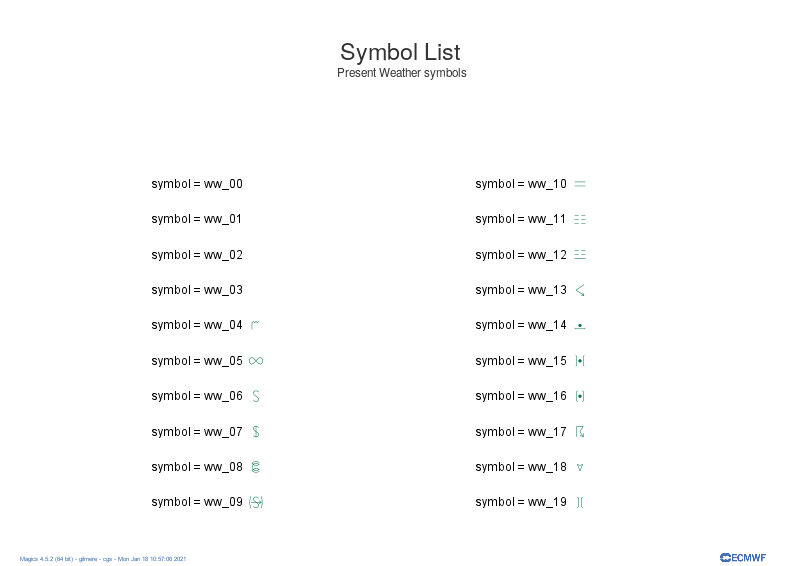 Symbol List
Present Weather symbols
symbol = ww_00
symbol = ww_01
symbol = ww_02
symbol = ww_03
symbol = ww_04
symbol = ww_05
symbol = ww_06
symbol = ww_07
symbol = ww_08
symbol = ww_09
symbol = ww_10
symbol = ww_11
symbol = ww_12
symbol = ww_13
symbol = ww_14
symbol = ww_15
symbol = ww_16
symbol = ww_17
symbol = ww_18
symbol = ww_19
Magics 4.5.2 (64 bit) - gilmere - cgs - Mon Jan 18 10:57:06 2021
ECMWF